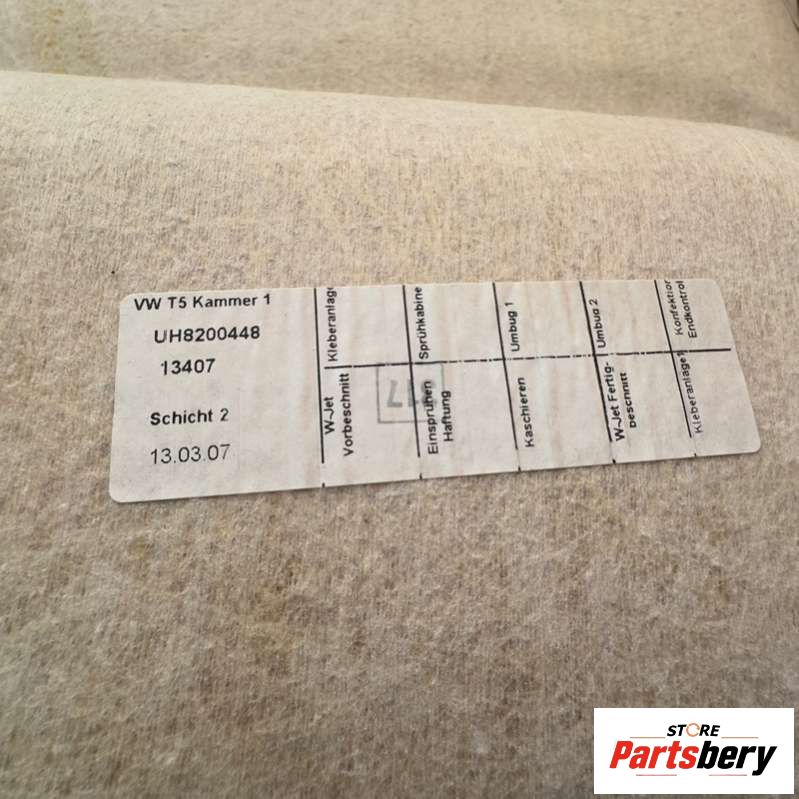 VW T5 Kammer 1
UH8200448
13407
Schicht 2
13.03.07
Kleberanlage
Sprühkabine
Umbug 1
Umbug 2
Konfektion
Endkontrol
W-Jet
Vorbeschnitt
Einsprühen
Haftung
Kaschieren
W-Jet Fertig-
beschnitt
Kleberanlage1
STORE
Partsbery